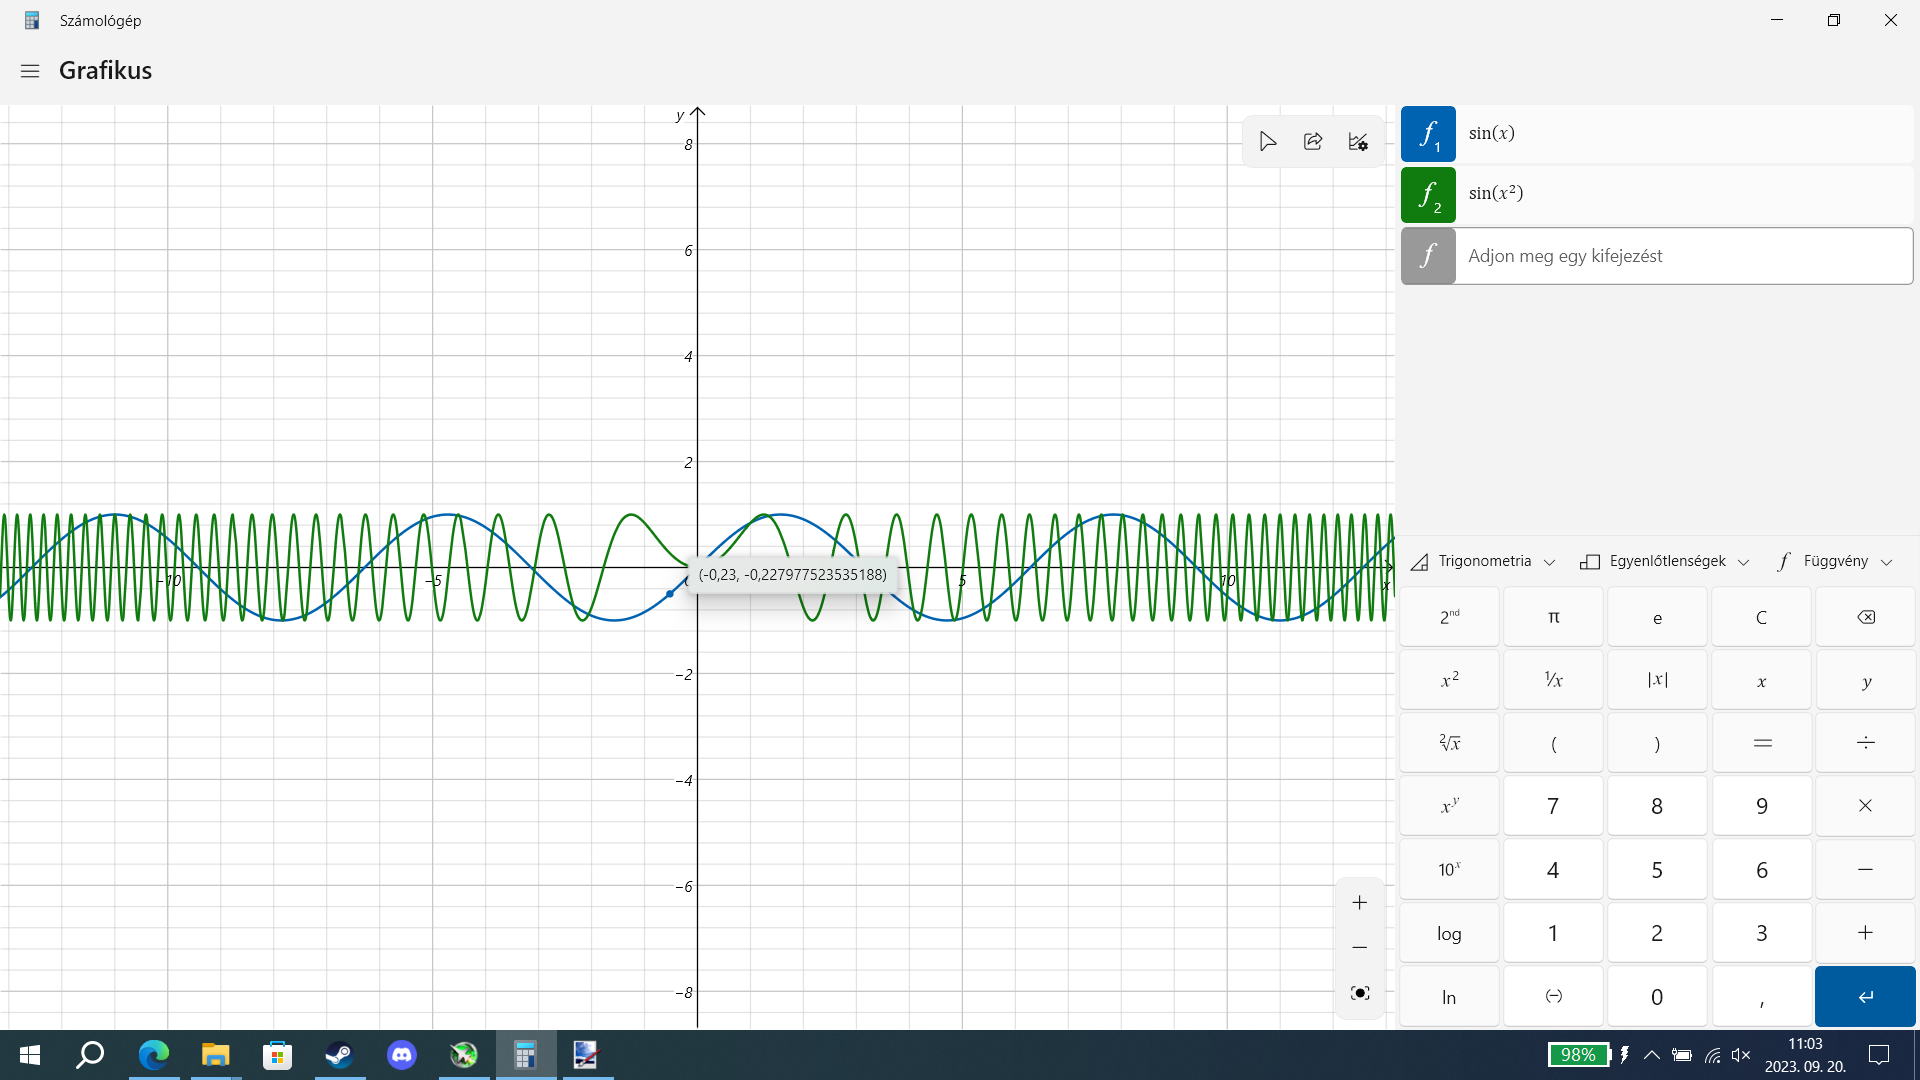 Számológép
Grafikus
y
8
6
4
2
−10
−5
5
10
x
(-0,23, -0,227977523535188)
−2
−4
−6
−8
f1 sin(x)
f2 sin(x²)
f Adjon meg egy kifejezést
Trigonometria Egyenlőtlenségek f Függvény
2ⁿᵈ π e C
x² ¹⁄x |x| x y
²√x ( ) = ÷
xʸ 7 8 9 ×
10ˣ 4 5 6 −
log 1 2 3 +
ln (−) 0 ,
98% 11:03
2023. 09. 20.